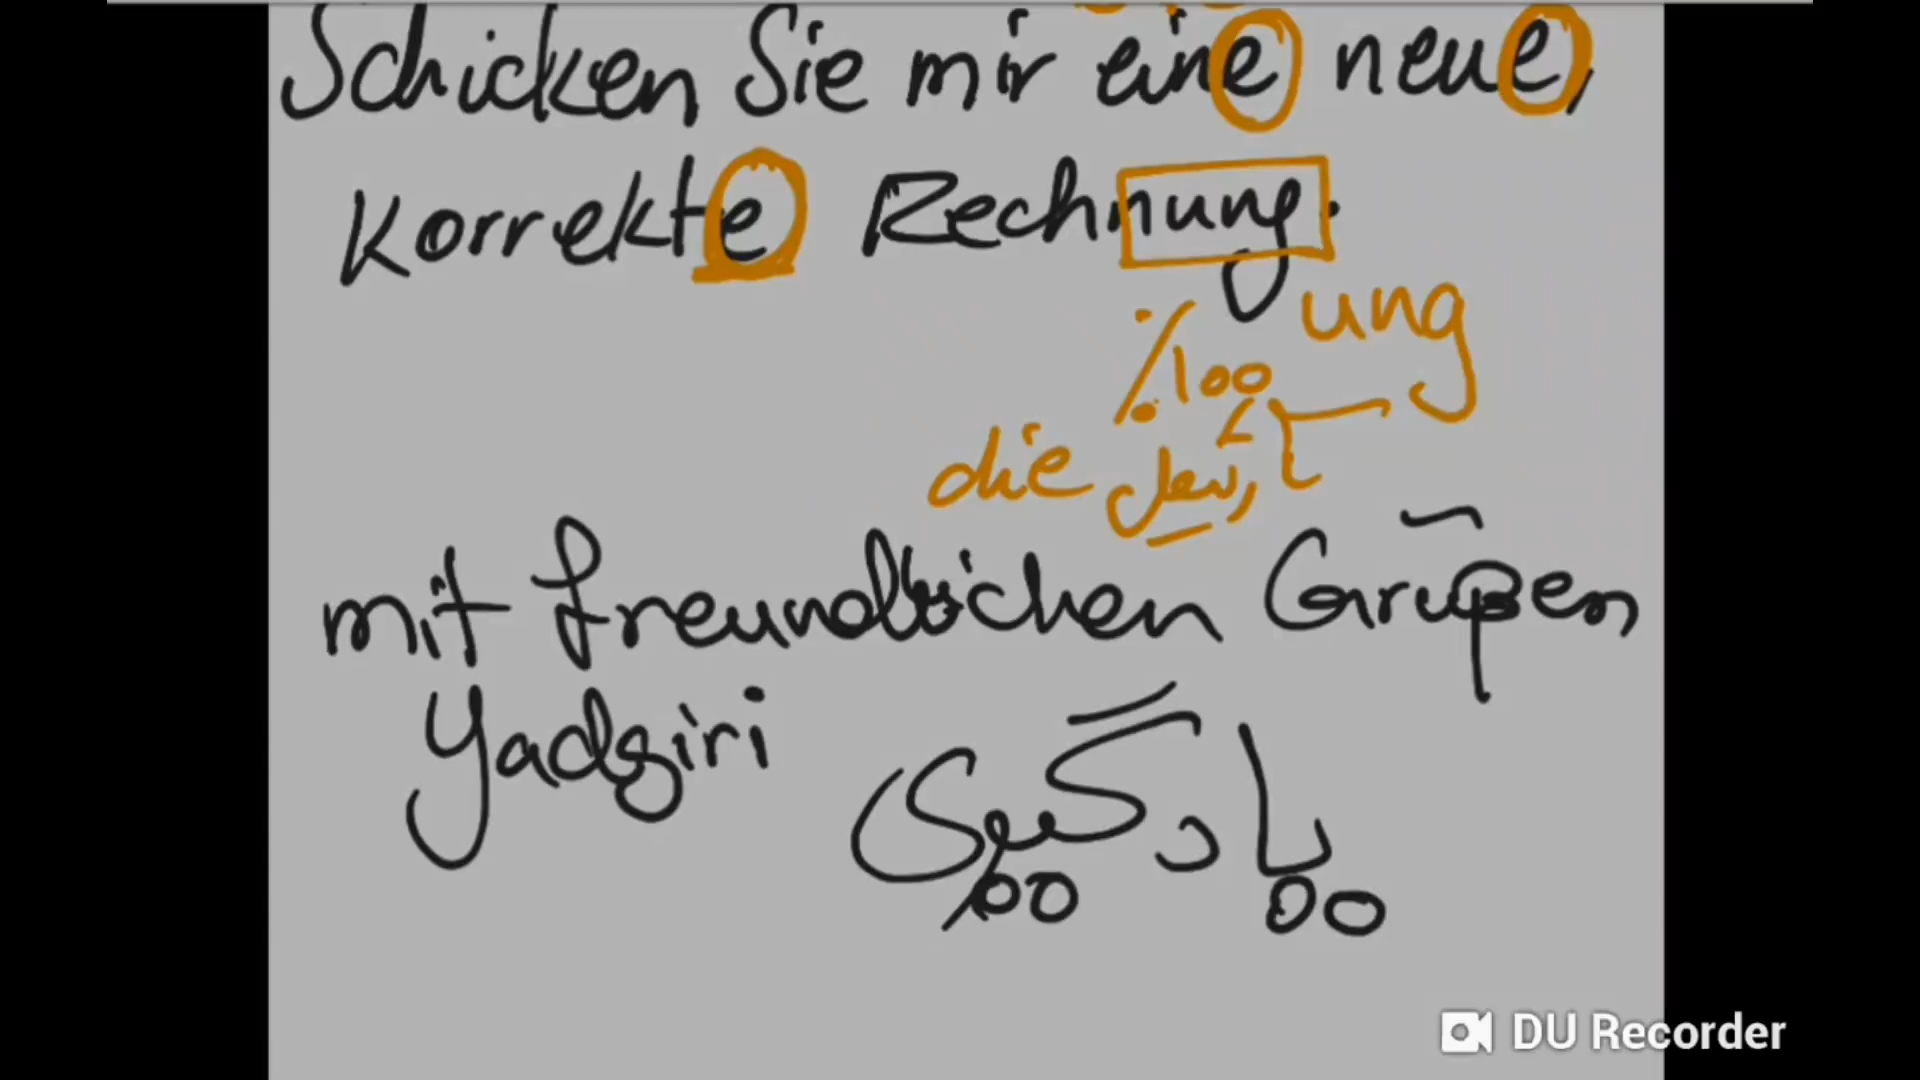 Schicken Sie mir eine neue,
Korrekte Rechnung.
ung
٪100
die
mit freundlichen Grüßen
Yadgiri یادگیری
DU Recorder